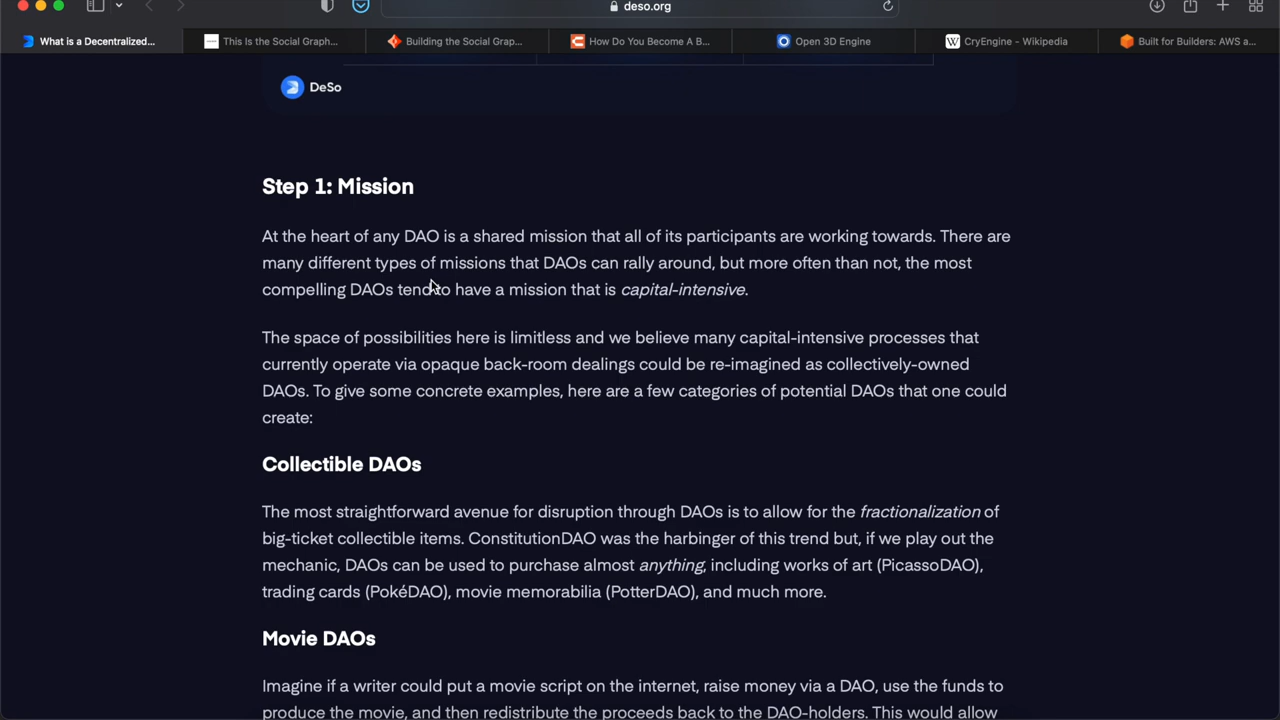 deso.org
What is a Decentralized...
This Is the Social Graph...
Building the Social Grap...
How Do You Become A B...
Open 3D Engine
CryEngine - Wikipedia
Built for Builders: AWS a...
DeSo
Step 1: Mission
At the heart of any DAO is a shared mission that all of its participants are working towards. There are
many different types of missions that DAOs can rally around, but more often than not, the most
compelling DAOs tend to have a mission that is capital-intensive.
The space of possibilities here is limitless and we believe many capital-intensive processes that
currently operate via opaque back-room dealings could be re-imagined as collectively-owned
DAOs. To give some concrete examples, here are a few categories of potential DAOs that one could
create:
Collectible DAOs
The most straightforward avenue for disruption through DAOs is to allow for the fractionalization of
big-ticket collectible items. ConstitutionDAO was the harbinger of this trend but, if we play out the
mechanic, DAOs can be used to purchase almost anything, including works of art (PicassoDAO),
trading cards (PokéDAO), movie memorabilia (PotterDAO), and much more.
Movie DAOs
Imagine if a writer could put a movie script on the internet, raise money via a DAO, use the funds to
produce the movie, and then redistribute the proceeds back to the DAO-holders. This would allow